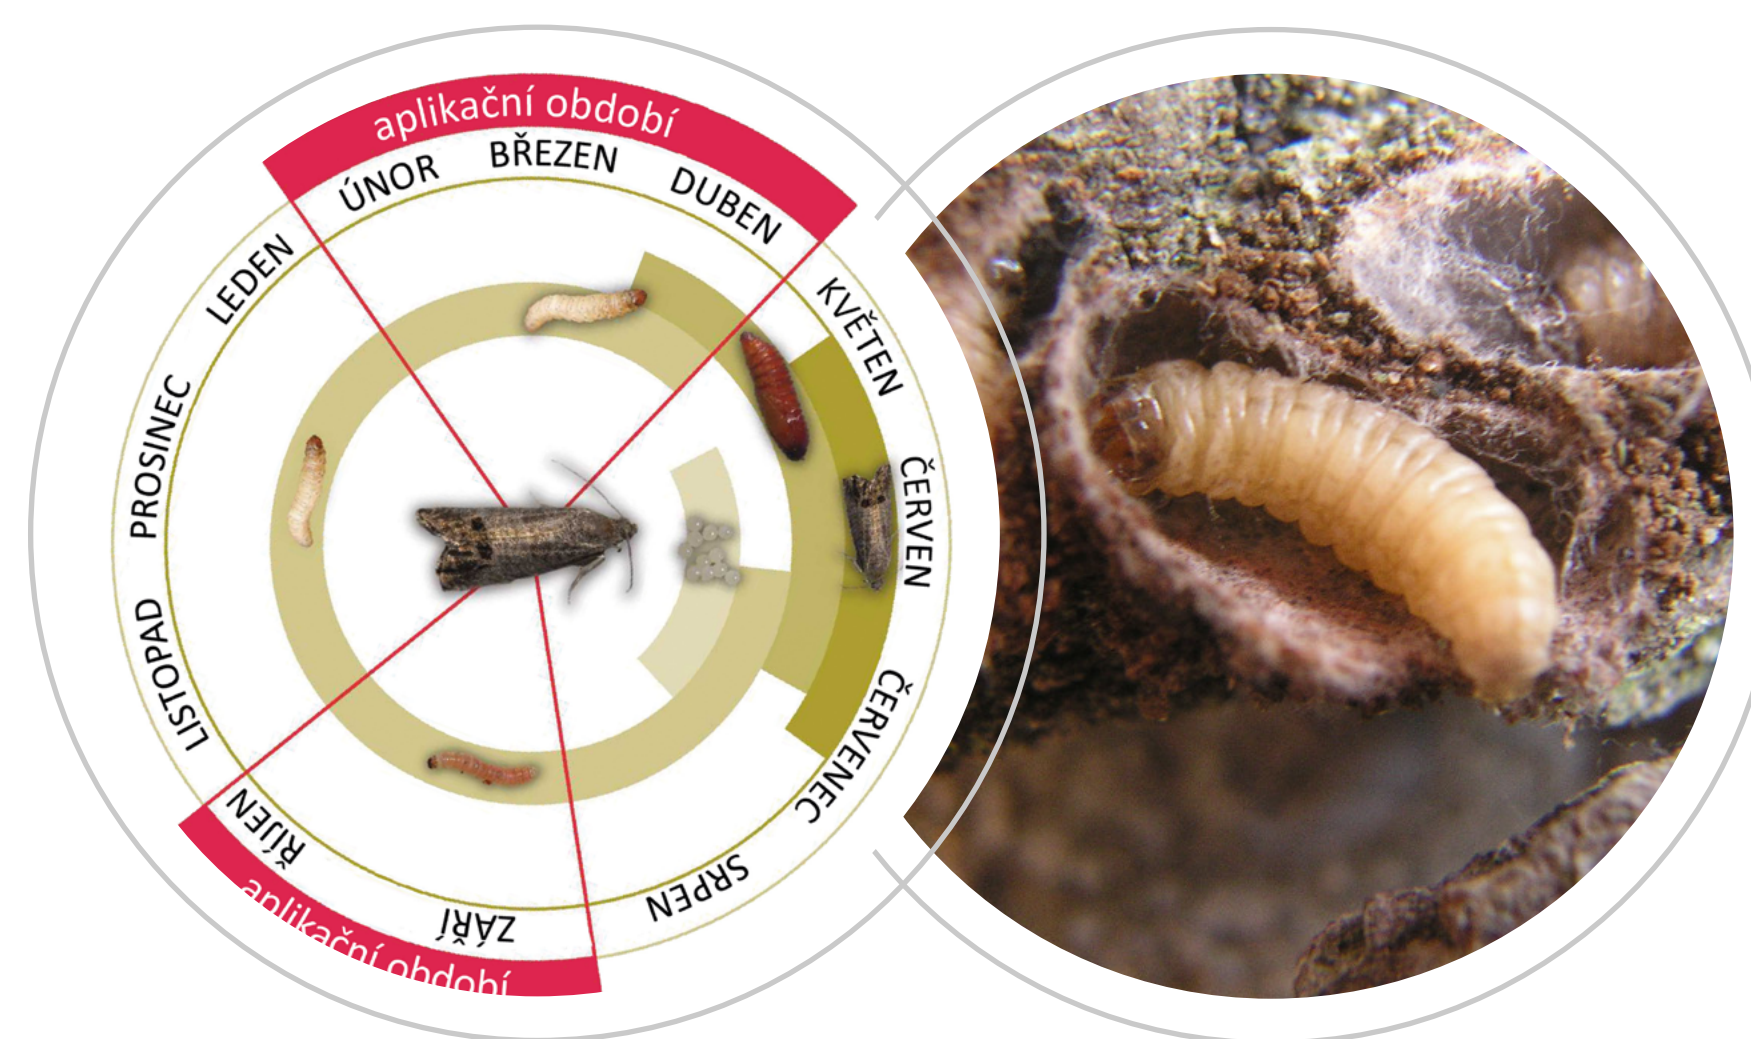 aplikační období
LEDEN
ÚNOR
BŘEZEN
DUBEN
KVĚTEN
ČERVEN
ČERVENEC
SRPEN
ZÁŘÍ
ŘÍJEN
LISTOPAD
PROSINEC
aplikační období